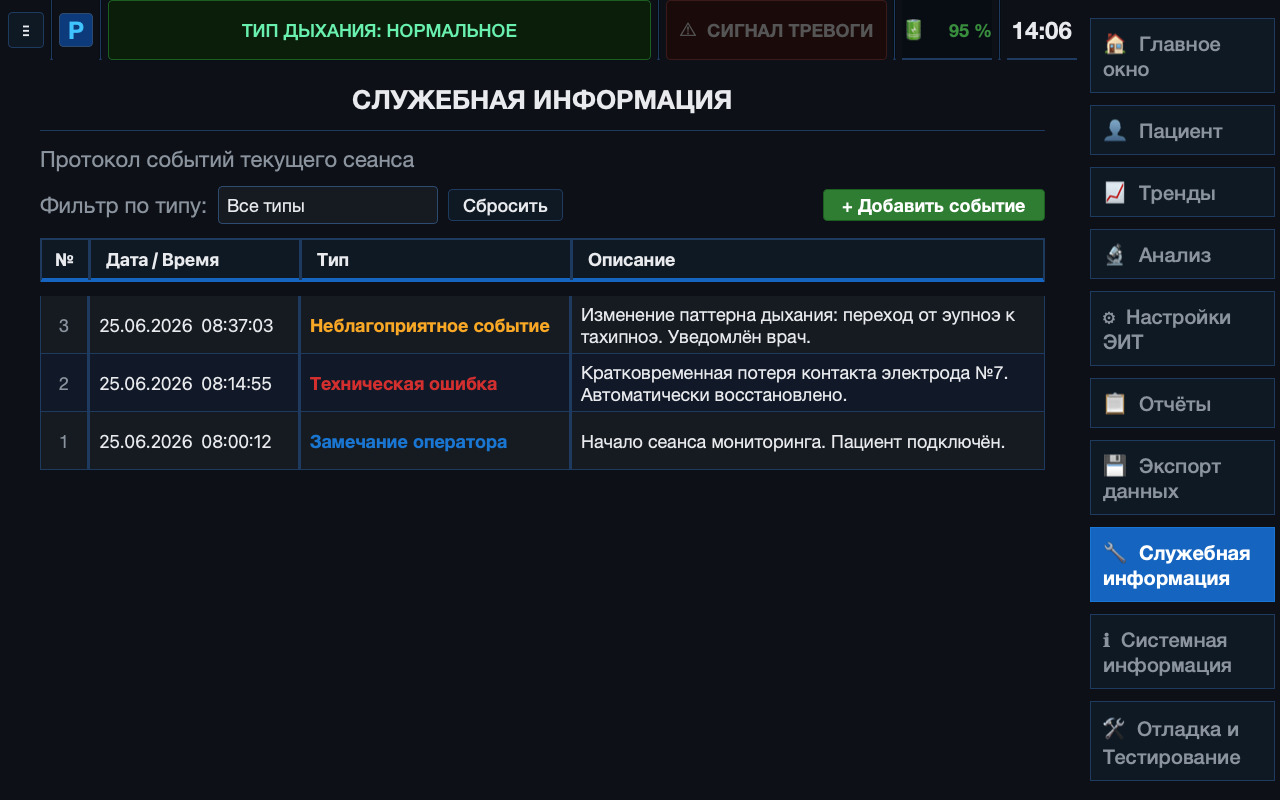 P
ТИП ДЫХАНИЯ: НОРМАЛЬНОЕ
⚠ СИГНАЛ ТРЕВОГИ
95 %
14:06
СЛУЖЕБНАЯ ИНФОРМАЦИЯ
Протокол событий текущего сеанса
Фильтр по типу: Все типы Сбросить + Добавить событие
№ Дата / Время Тип Описание
3 25.06.2026 08:37:03 Неблагоприятное событие Изменение паттерна дыхания: переход от эупноэ к
тахипноэ. Уведомлён врач.
2 25.06.2026 08:14:55 Техническая ошибка Кратковременная потеря контакта электрода №7.
Автоматически восстановлено.
1 25.06.2026 08:00:12 Замечание оператора Начало сеанса мониторинга. Пациент подключён.
Главное
окно
Пациент
Тренды
Анализ
Настройки
ЭИТ
Отчёты
Экспорт
данных
Служебная
информация
ℹ Системная
информация
Отладка и
Тестирование